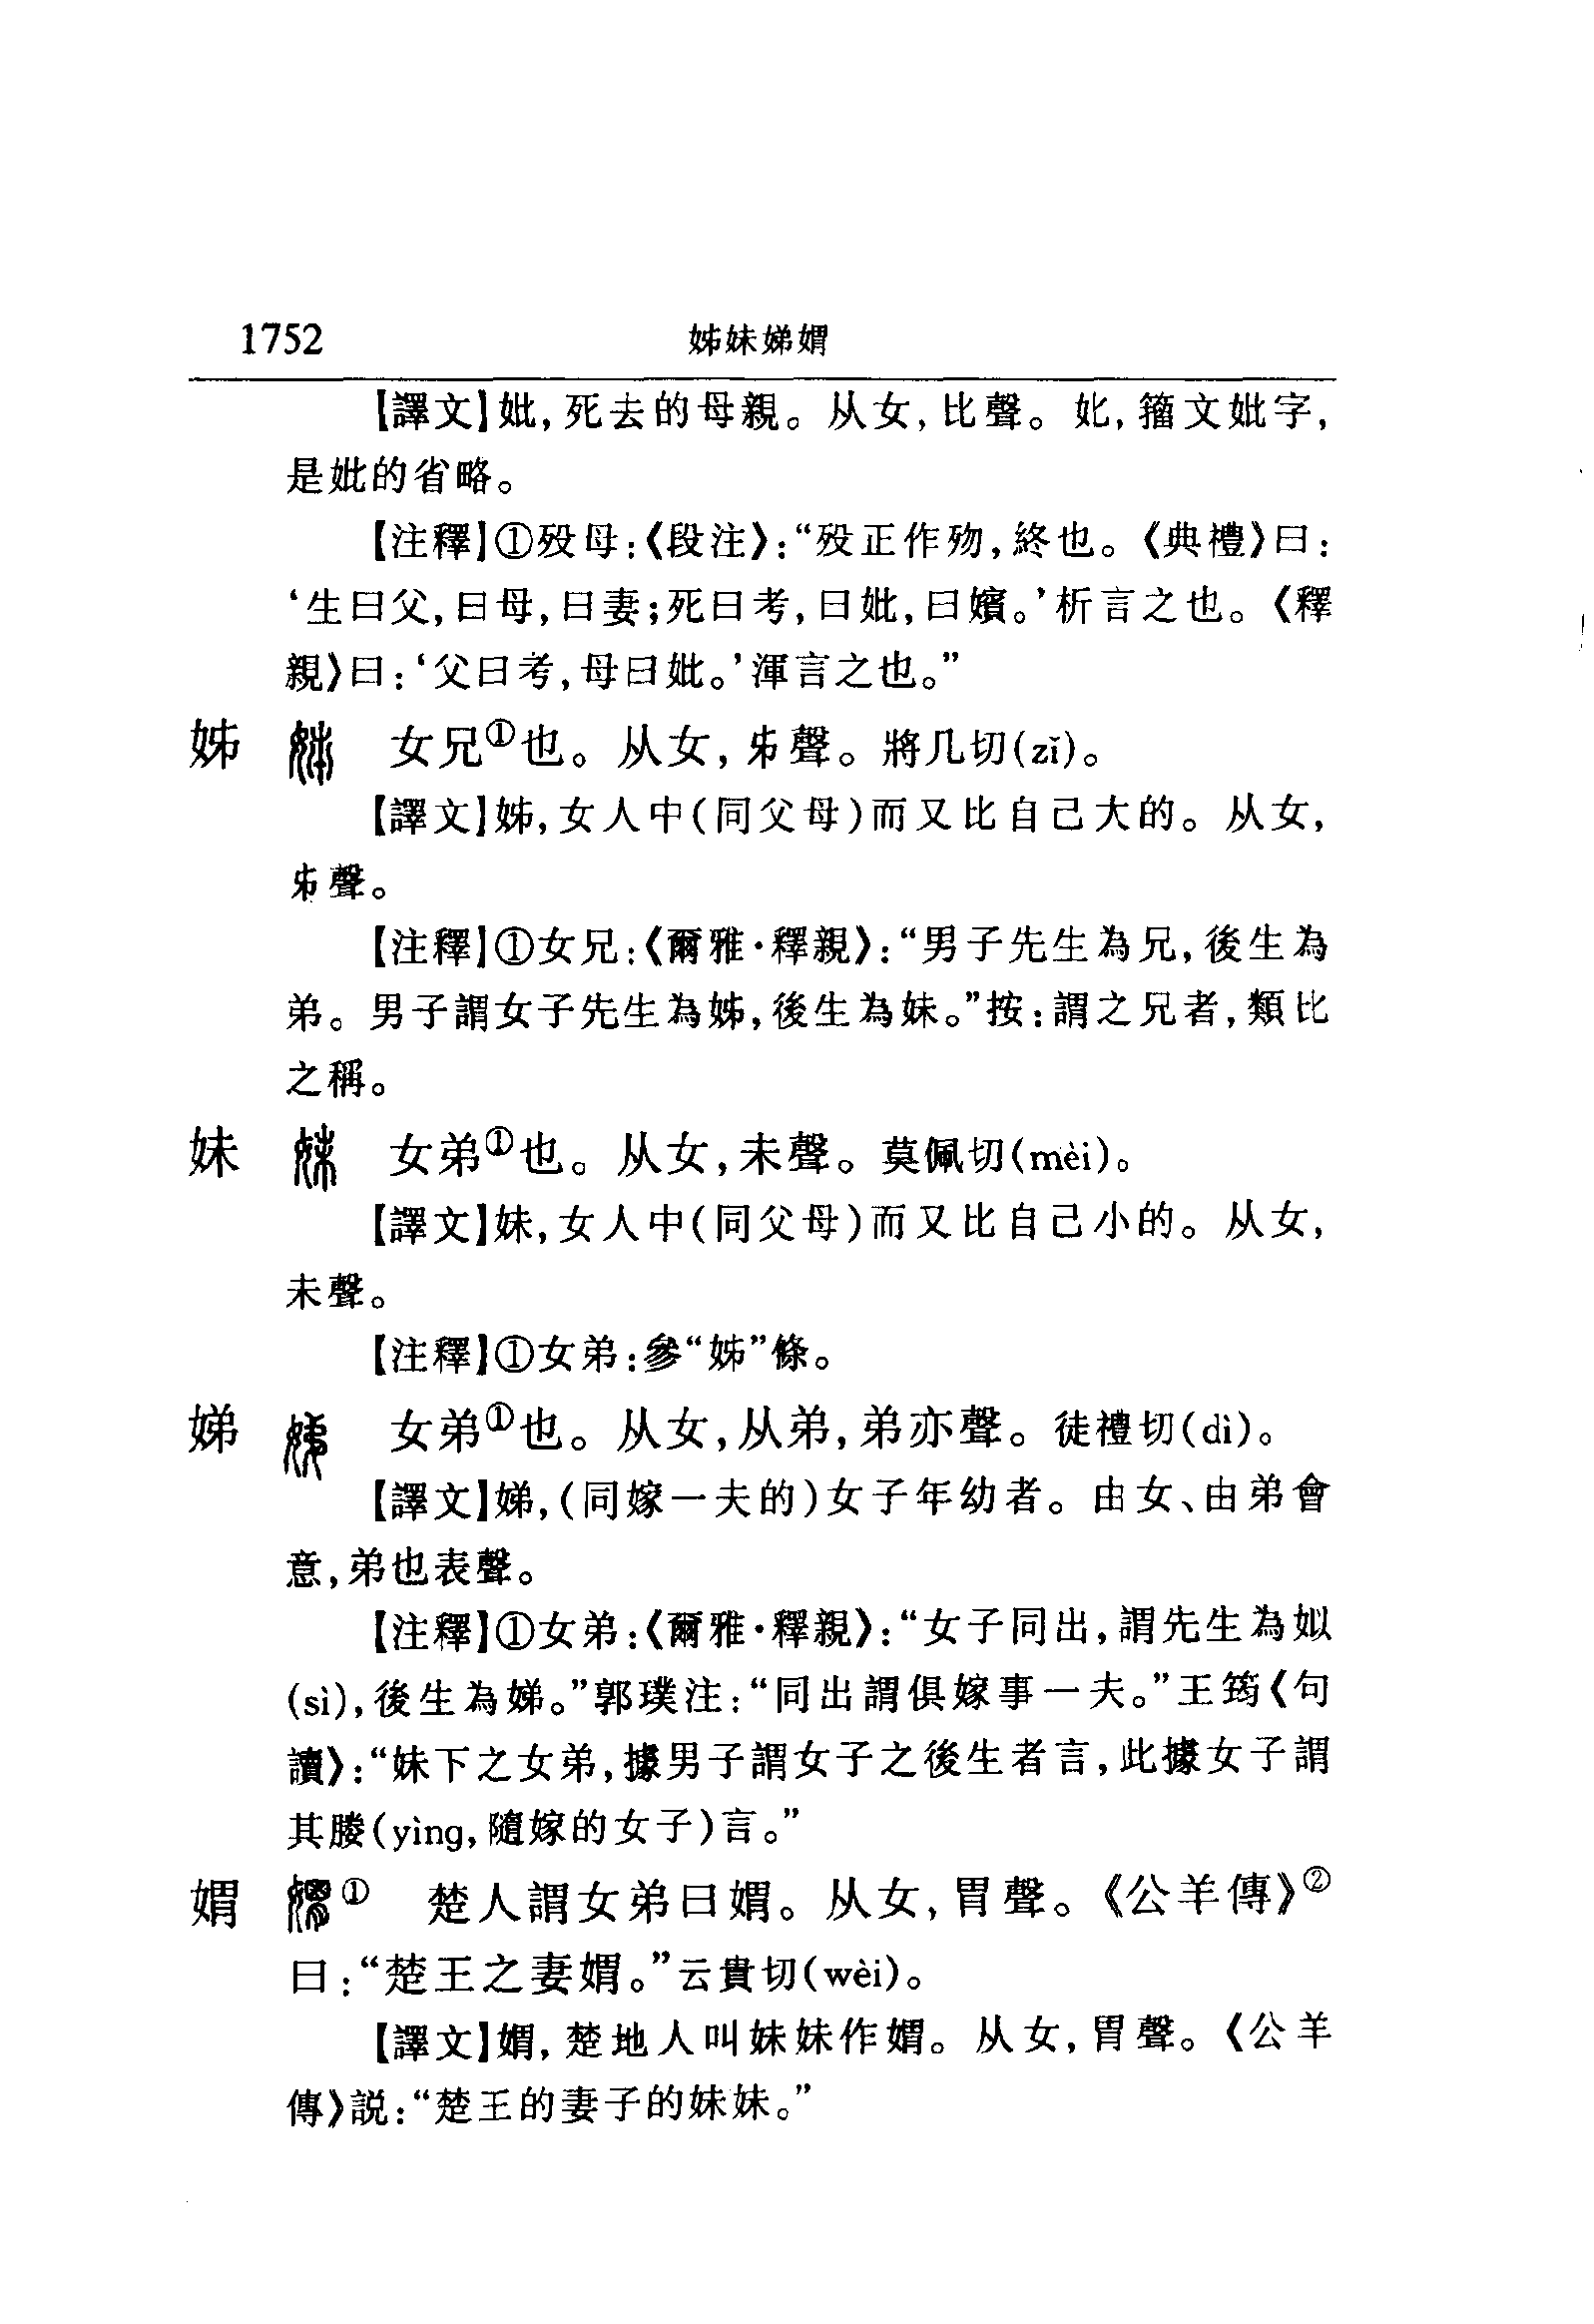 1752 姊妹娣媦
【譯文】妣,死去的母親。从女,比聲。𡚧,籀文妣字,
是妣的省略。
【注釋】①殁母:《段注》:“殁正作歾,終也。《典禮》曰:
‘生曰父,曰母,曰妻;死曰考,曰妣,曰嬪。’析言之也。《釋
親》曰:‘父曰考,母曰妣。’渾言之也。”
姊 女兄①也。从女,𠂔聲。將几切(zǐ)。
【譯文】姊,女人中(同父母)而又比自己大的。从女,
𠂔聲。
【注釋】①女兄:《爾雅·釋親》:“男子先生為兄,後生為
弟。男子謂女子先生為姊,後生為妹。”按:謂之兄者,類比
之稱。
妹 女弟①也。从女,未聲。莫佩切(mèi)。
【譯文】妹,女人中(同父母)而又比自己小的。从女,
未聲。
【注釋】①女弟:參“姊”條。
娣 女弟①也。从女,从弟,弟亦聲。徒禮切(dì)。
【譯文】娣,(同嫁一夫的)女子年幼者。由女、由弟會
意,弟也表聲。
【注釋】①女弟:《爾雅·釋親》:“女子同出,謂先生為姒
(sì),後生為娣。”郭璞注:“同出謂俱嫁事一夫。”王筠《句
讀》:“妹下之女弟,據男子謂女子之後生者言,此據女子謂
其媵(yìng,隨嫁的女子)言。”
媦 ① 楚人謂女弟曰媦。从女,胃聲。《公羊傳》②
曰:“楚王之妻媦。”云貴切(wèi)。
【譯文】媦,楚地人叫妹妹作媦。从女,胃聲。《公羊
傳》説:“楚王的妻子的妹妹。”